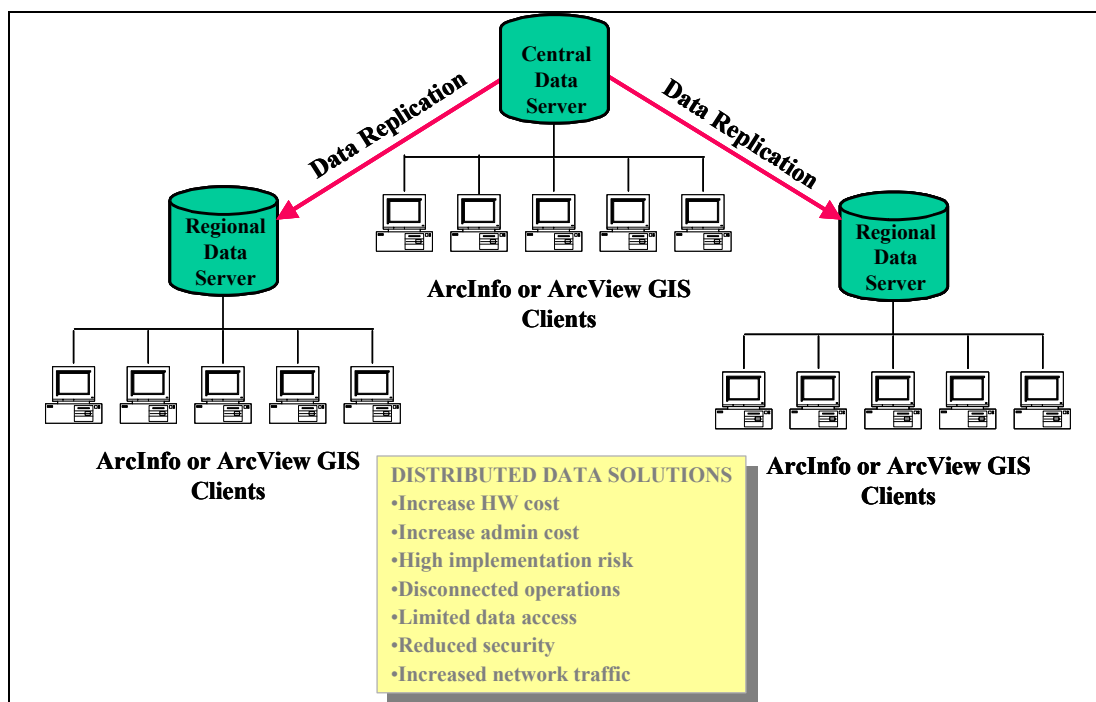 Central
Data
Server
Data Replication
Data Replication
Regional
Data
Server
Regional
Data
Server
ArcInfo or ArcView GIS
Clients
ArcInfo or ArcView GIS
Clients
ArcInfo or ArcView GIS
Clients
DISTRIBUTED DATA SOLUTIONS
•Increase HW cost
•Increase admin cost
•High implementation risk
•Disconnected operations
•Limited data access
•Reduced security
•Increased network traffic